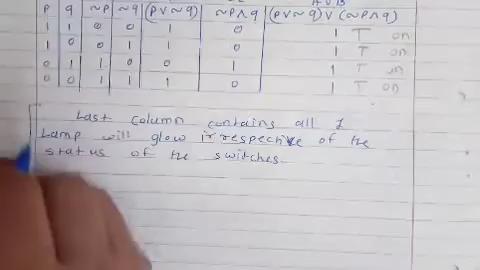 A ∨ B
p q ~p ~q (p∨~q) ~p∧q (p∨~q)∨(~p∧q)
1 1 0 0 1 0 1 T on
1 0 0 1 1 0 1 T on
0 1 1 0 0 1 1 T on
0 0 1 1 1 0 1 T on
Last column contains all 1
Lamp will glow irrespective of the
status of the switches.